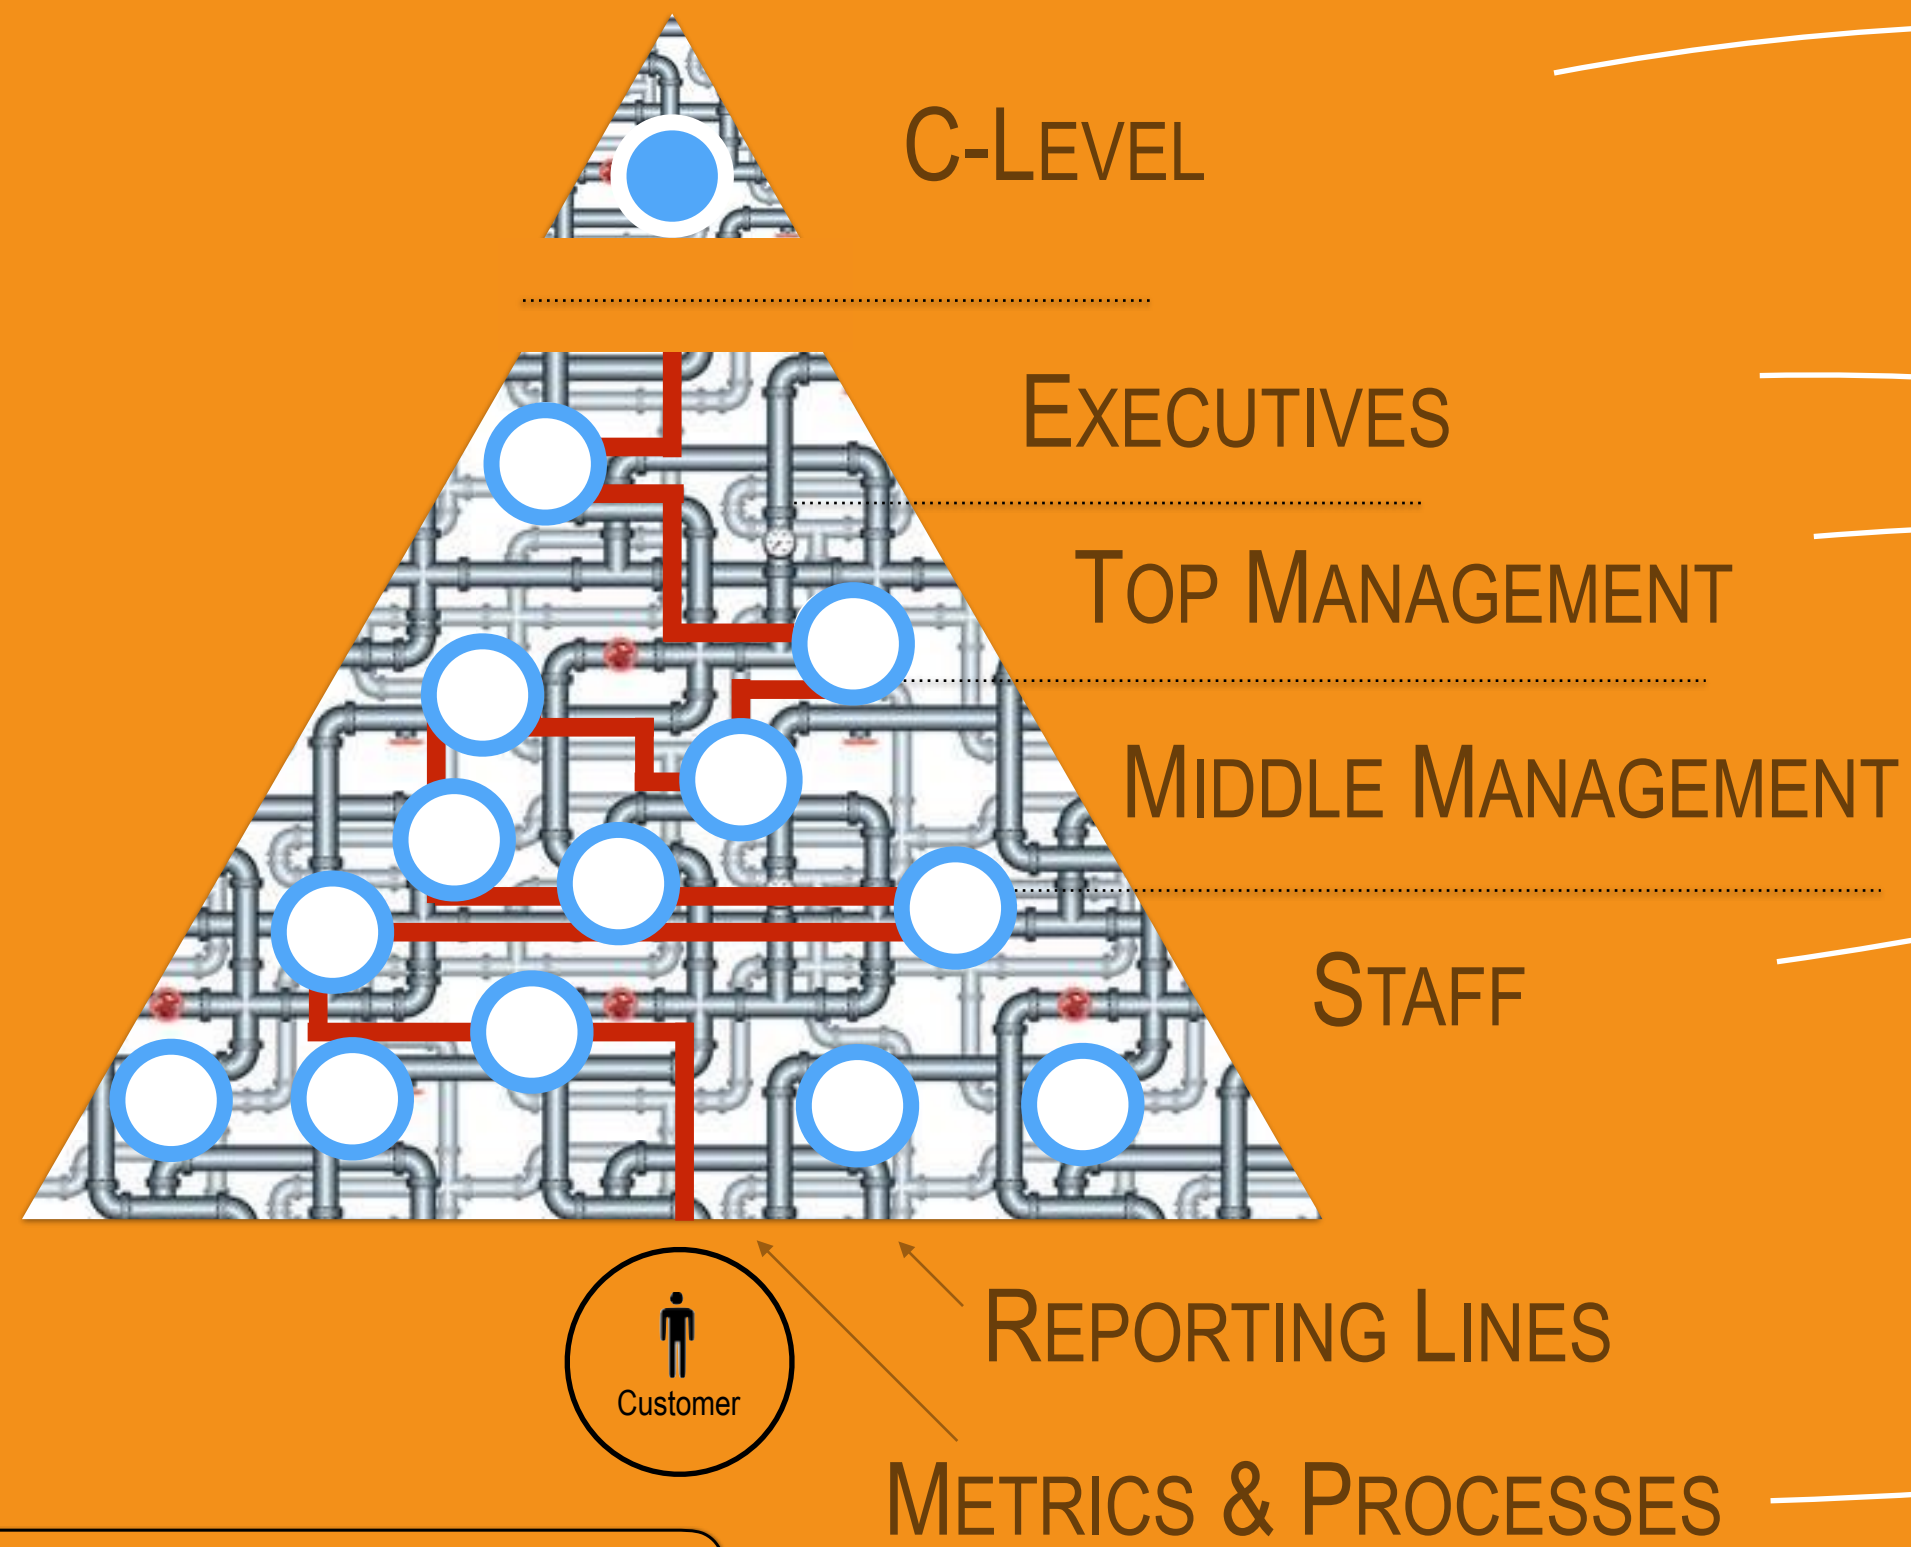 C-Level
Executives
Top Management
Middle Management
Staff
Reporting Lines
Customer
Metrics & Processes